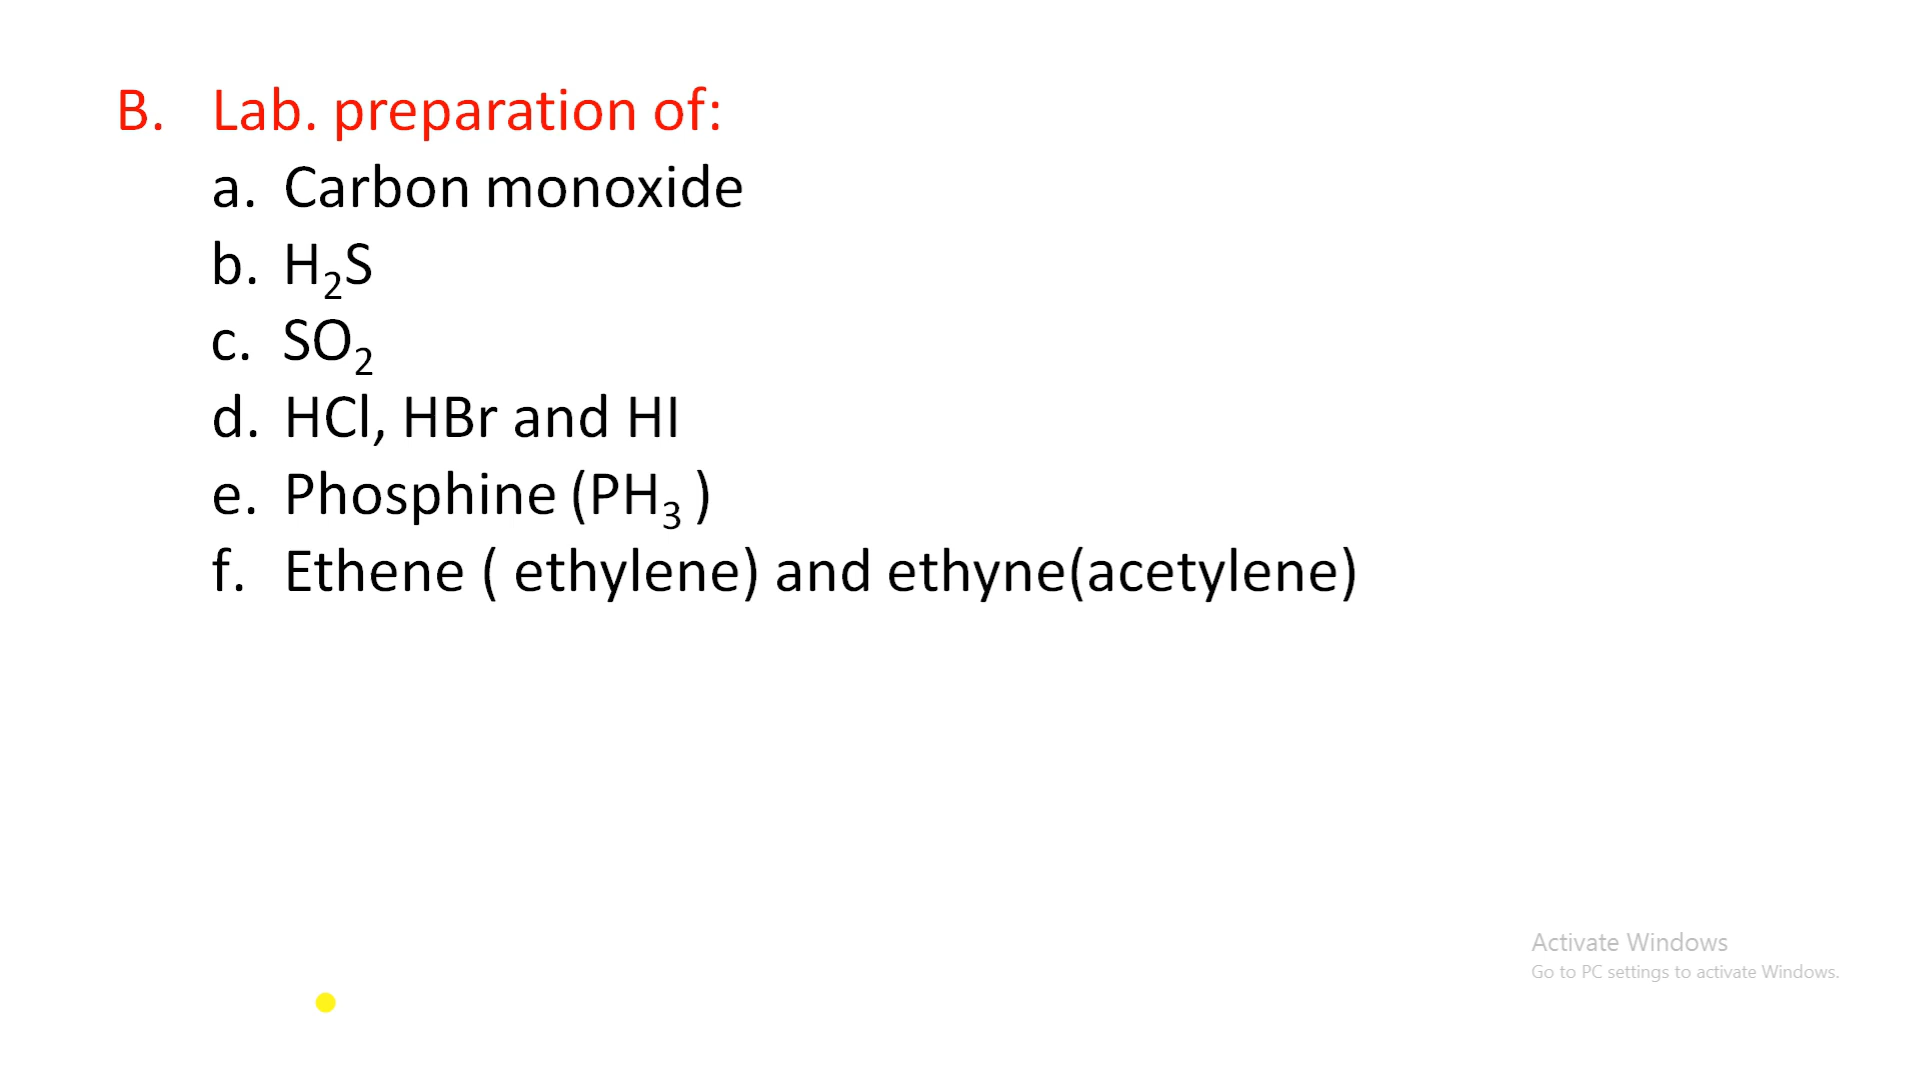 B. Lab. preparation of:
a. Carbon monoxide
b. H₂S
c. SO₂
d. HCl, HBr and HI
e. Phosphine (PH₃ )
f. Ethene ( ethylene) and ethyne(acetylene)
Activate Windows
Go to PC settings to activate Windows.